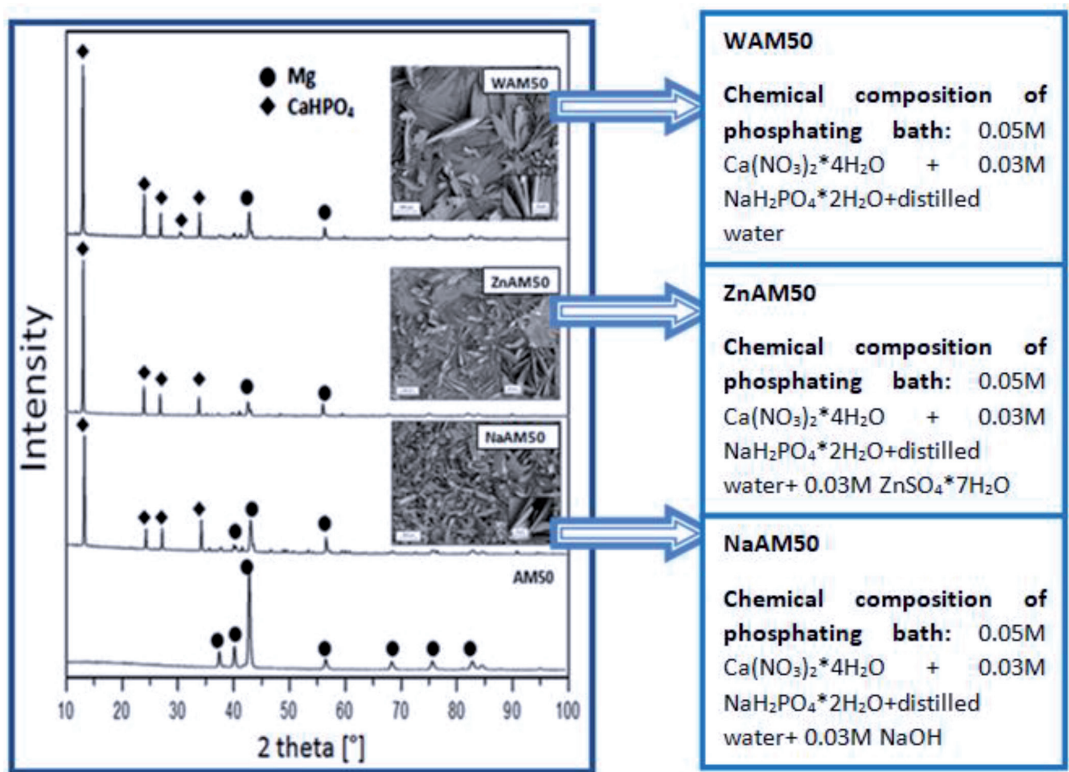 WAM50
Mg
CaHPO₄
ZnAM50
NaAM50
AM50
Intensity
10 20 30 40 50 60 70 80 90 100
2 theta [°]
WAM50
Chemical composition of
phosphating bath: 0.05M
Ca(NO₃)₂*4H₂O + 0.03M
NaH₂PO₄*2H₂O+distilled
water
ZnAM50
Chemical composition of
phosphating bath: 0.05M
Ca(NO₃)₂*4H₂O + 0.03M
NaH₂PO₄*2H₂O+distilled
water+ 0.03M ZnSO₄*7H₂O
NaAM50
Chemical composition of
phosphating bath: 0.05M
Ca(NO₃)₂*4H₂O + 0.03M
NaH₂PO₄*2H₂O+distilled
water+ 0.03M NaOH